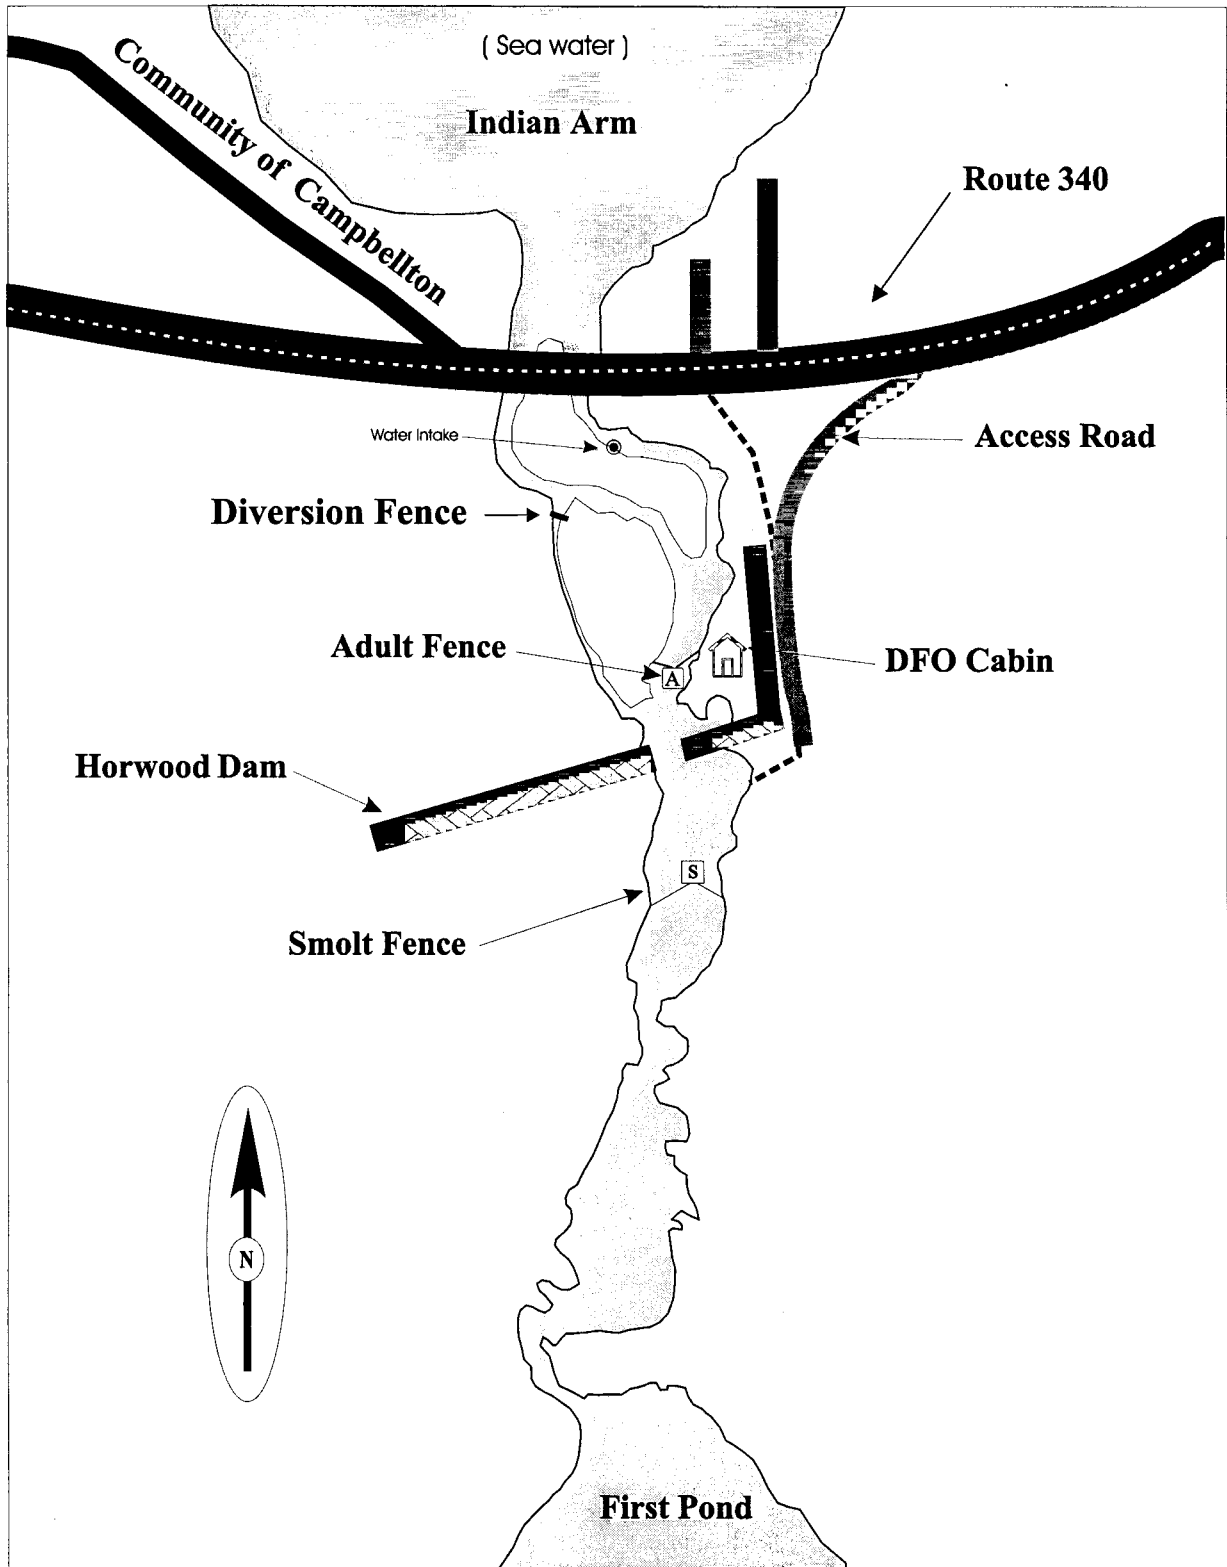 ( Sea water )
Indian Arm
Community of Campbellton
Route 340
Water Intake
Access Road
Diversion Fence
Adult Fence
A
DFO Cabin
Horwood Dam
S
Smolt Fence
N
First Pond